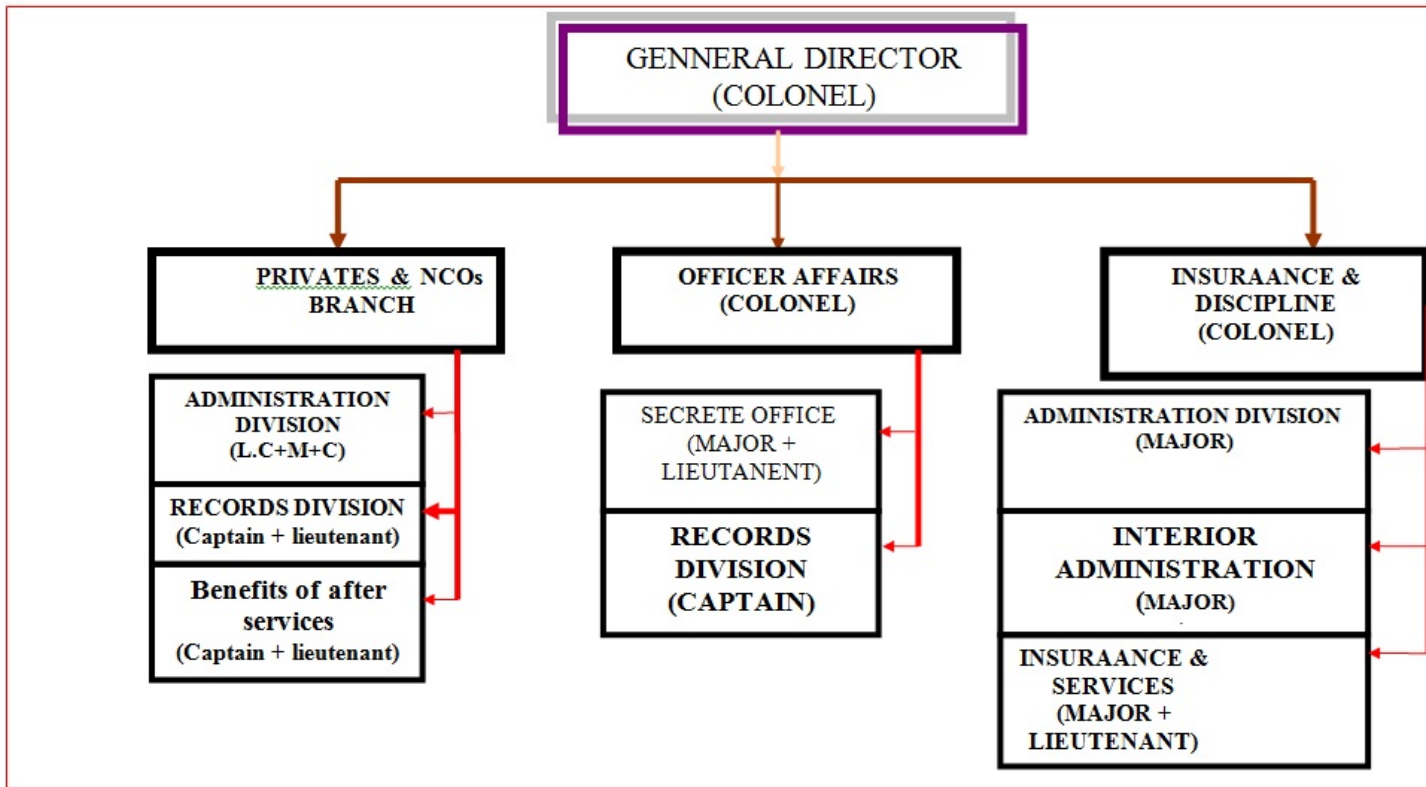 GENNERAL DIRECTOR
(COLONEL)
PRIVATES & NCOs
BRANCH
ADMINISTRATION
DIVISION
(L.C+M+C)
RECORDS DIVISION
(Captain + lieutenant)
Benefits of after
services
(Captain + lieutenant)
OFFICER AFFAIRS
(COLONEL)
SECRETE OFFICE
(MAJOR +
LIEUTANENT)
RECORDS
DIVISION
(CAPTAIN)
INSURAANCE &
DISCIPLINE
(COLONEL)
ADMINISTRATION DIVISION
(MAJOR)
INTERIOR
ADMINISTRATION
(MAJOR)
INSURAANCE &
SERVICES
(MAJOR +
LIEUTENANT)